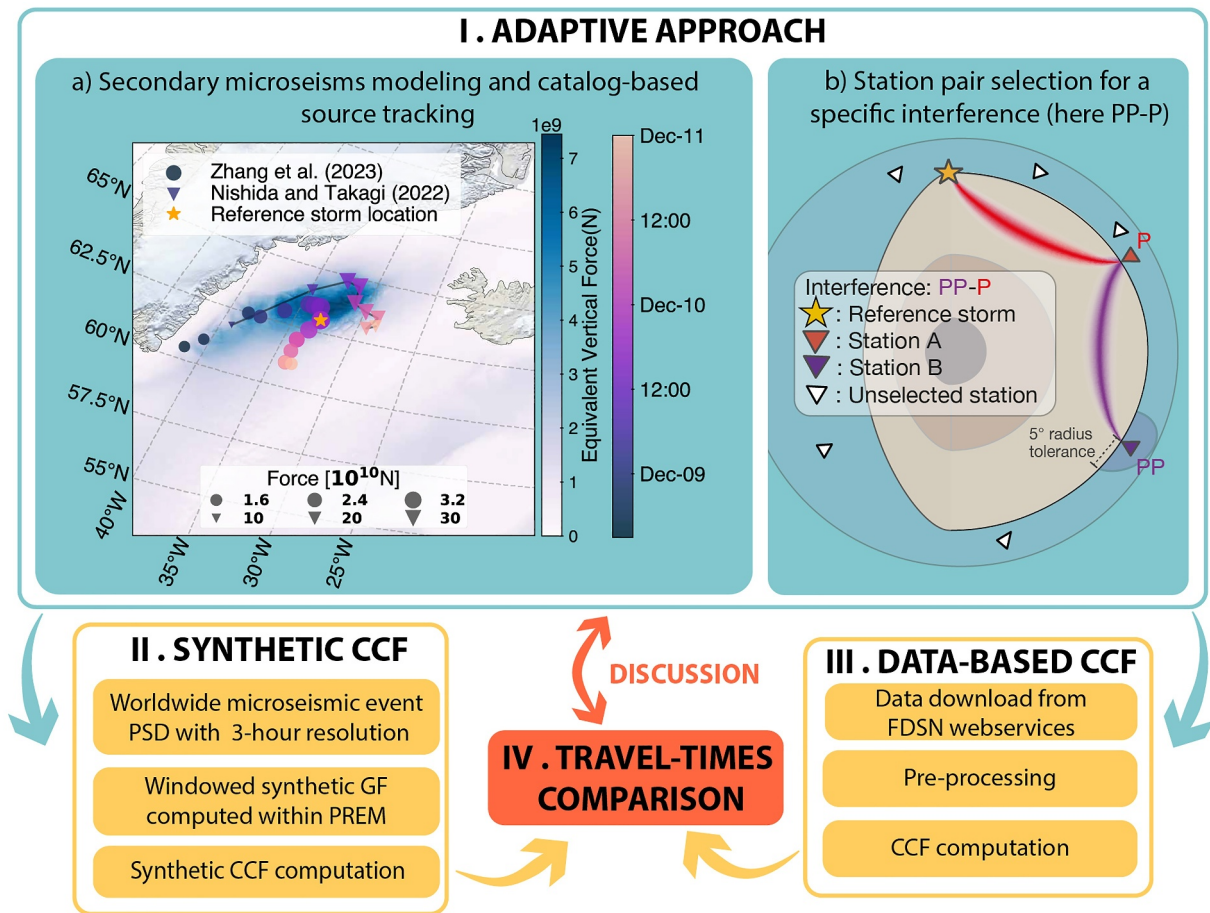 I . ADAPTIVE APPROACH
a) Secondary microseisms modeling and catalog-based
source tracking
1e9
Zhang et al. (2023)
Nishida and Takagi (2022)
Reference storm location
65°N
62.5°N
60°N
57.5°N
55°N
40°W
35°W
30°W
25°W
Force [10¹⁰N]
1.6
2.4
3.2
10
20
30
7
6
5
4
3
2
1
0
Equivalent Vertical Force(N)
Dec-11
12:00
Dec-10
12:00
Dec-09
b) Station pair selection for a
specific interference (here PP-P)
P
Interference: PP-P
: Reference storm
: Station A
: Station B
: Unselected station
5° radius
tolerance
PP
II . SYNTHETIC CCF
Worldwide microseismic event
PSD with 3-hour resolution
Windowed synthetic GF
computed within PREM
Synthetic CCF computation
DISCUSSION
IV . TRAVEL-TIMES
COMPARISON
III . DATA-BASED CCF
Data download from
FDSN webservices
Pre-processing
CCF computation